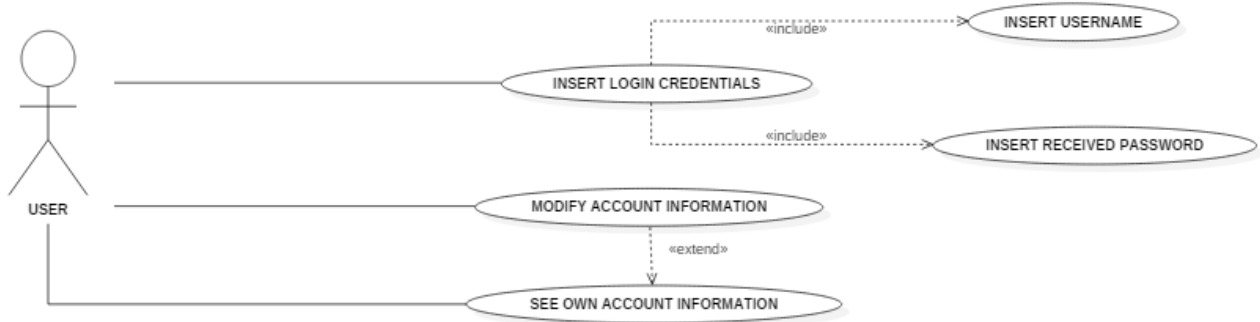 INSERT USERNAME
«include»
INSERT LOGIN CREDENTIALS
«include»
INSERT RECEIVED PASSWORD
USER
MODIFY ACCOUNT INFORMATION
«extend»
SEE OWN ACCOUNT INFORMATION